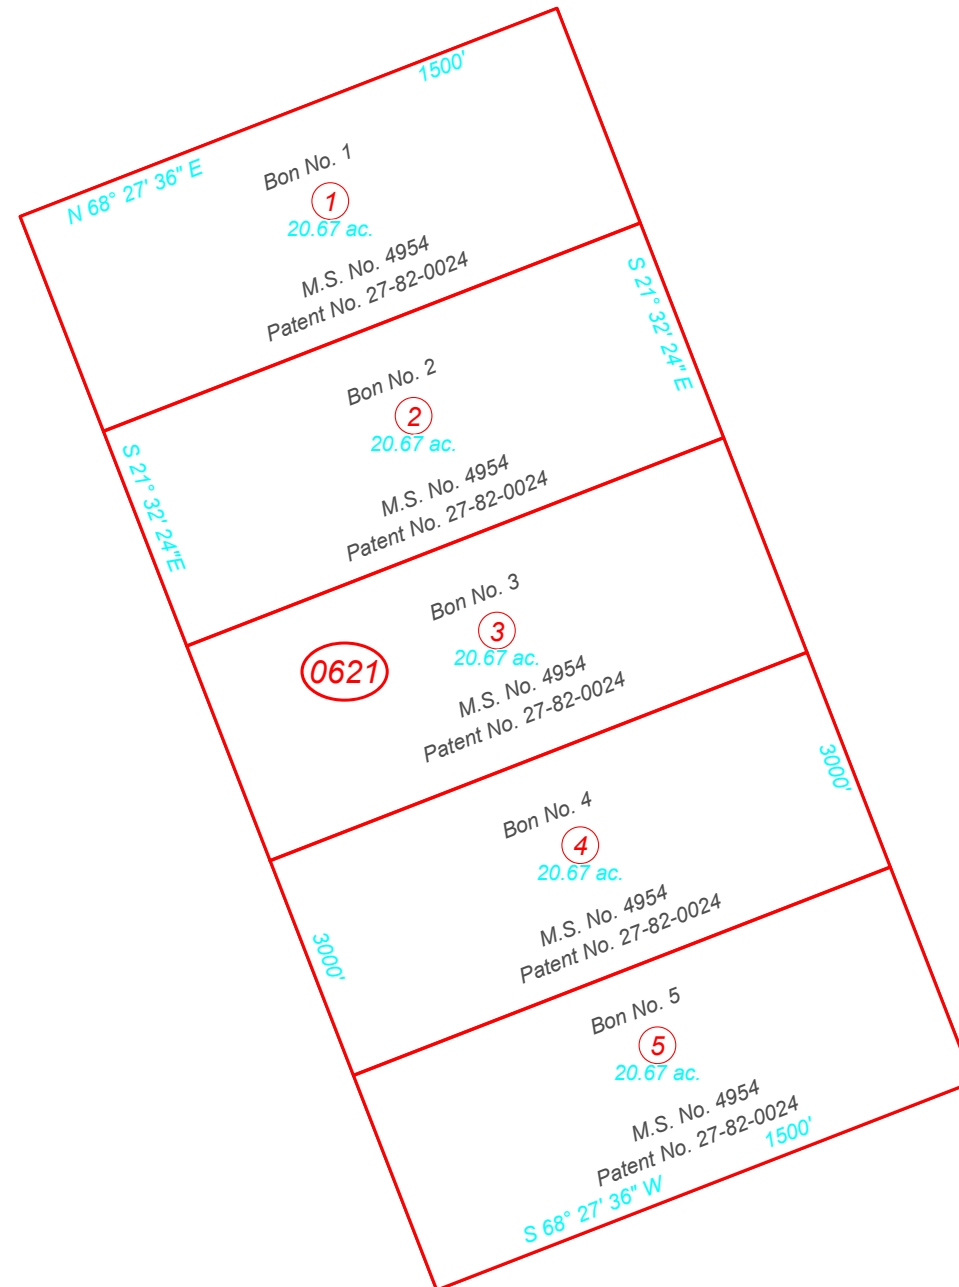 1500'
N 68° 27' 36" E
Bon No. 1
1
20.67 ac.
M.S. No. 4954
Patent No. 27-82-0024
S 21° 32' 24" E
Bon No. 2
2
20.67 ac.
M.S. No. 4954
Patent No. 27-82-0024
S 21° 32' 24"E
Bon No. 3
3
0621
20.67 ac.
M.S. No. 4954
Patent No. 27-82-0024
3000'
Bon No. 4
4
20.67 ac.
M.S. No. 4954
Patent No. 27-82-0024
3000'
Bon No. 5
5
20.67 ac.
M.S. No. 4954
Patent No. 27-82-0024
1500'
S 68° 27' 36" W